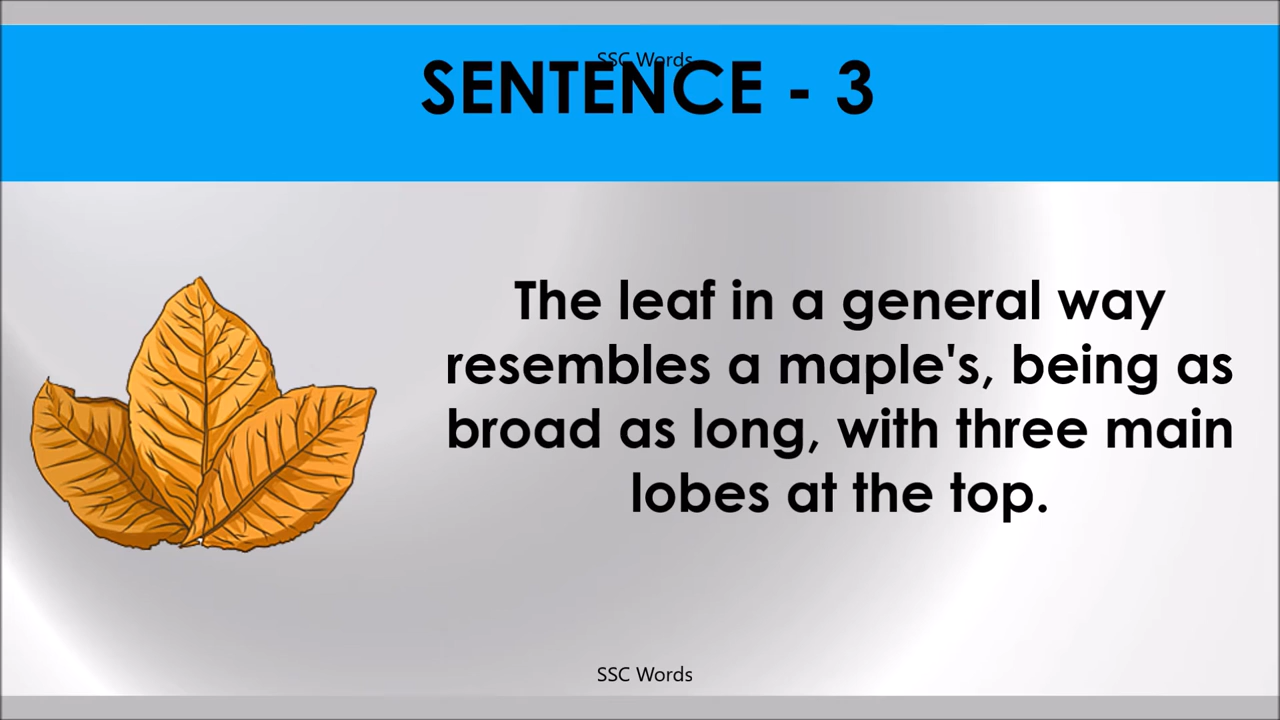 SSC Words
SENTENCE - 3
The leaf in a general way
resembles a maple's, being as
broad as long, with three main
lobes at the top.
SSC Words